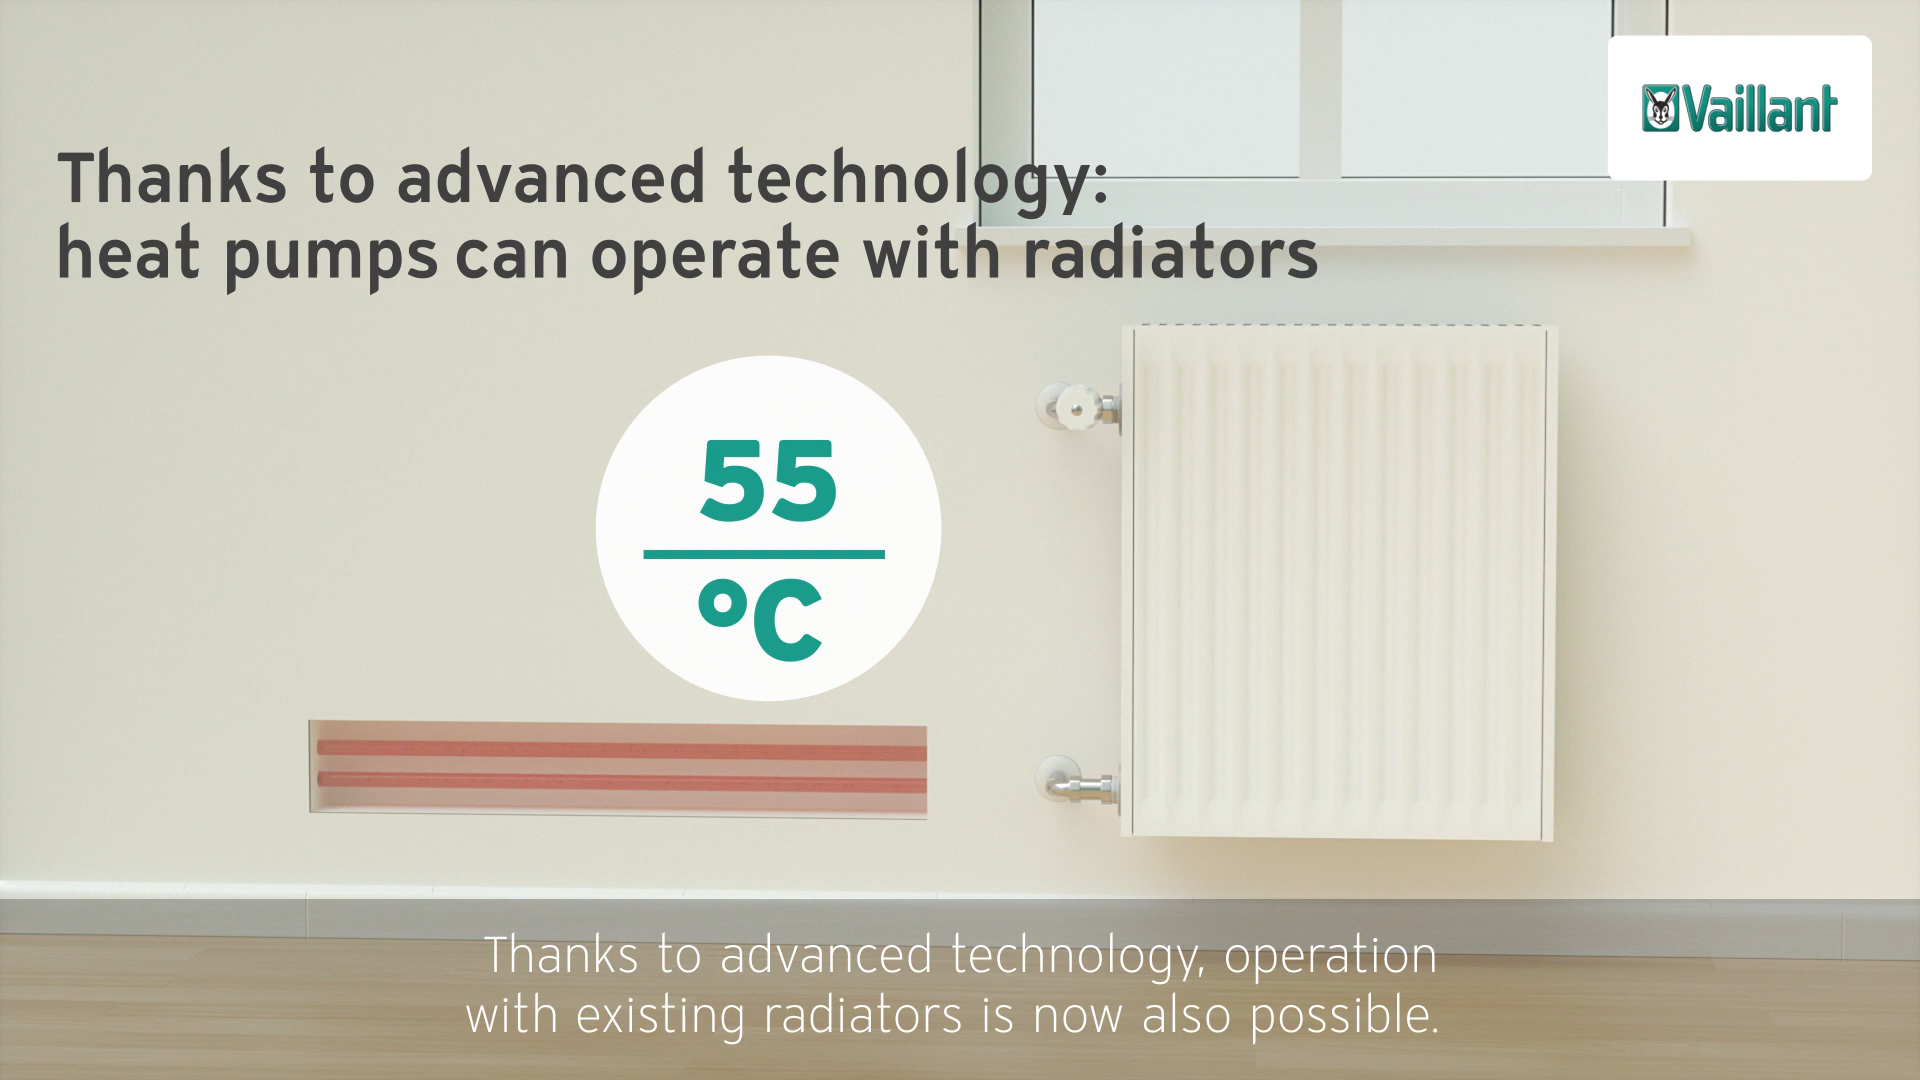 Vaillant
Thanks to advanced technology:
heat pumps can operate with radiators
55
°C
Thanks to advanced technology, operation
with existing radiators is now also possible.